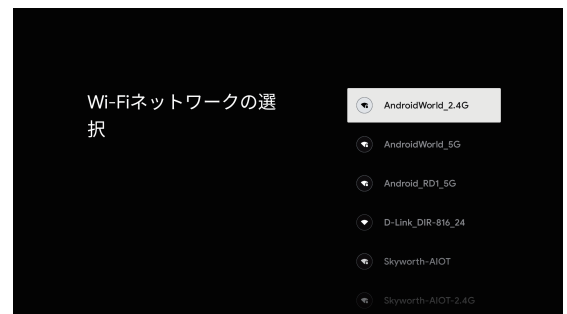 Wi-Fiネットワークの選
択
AndroidWorld_2.4G
AndroidWorld_5G
Android_RD1_5G
D-Link_DIR-816_24
Skyworth-AIOT
Skyworth-AIOT-2.4G